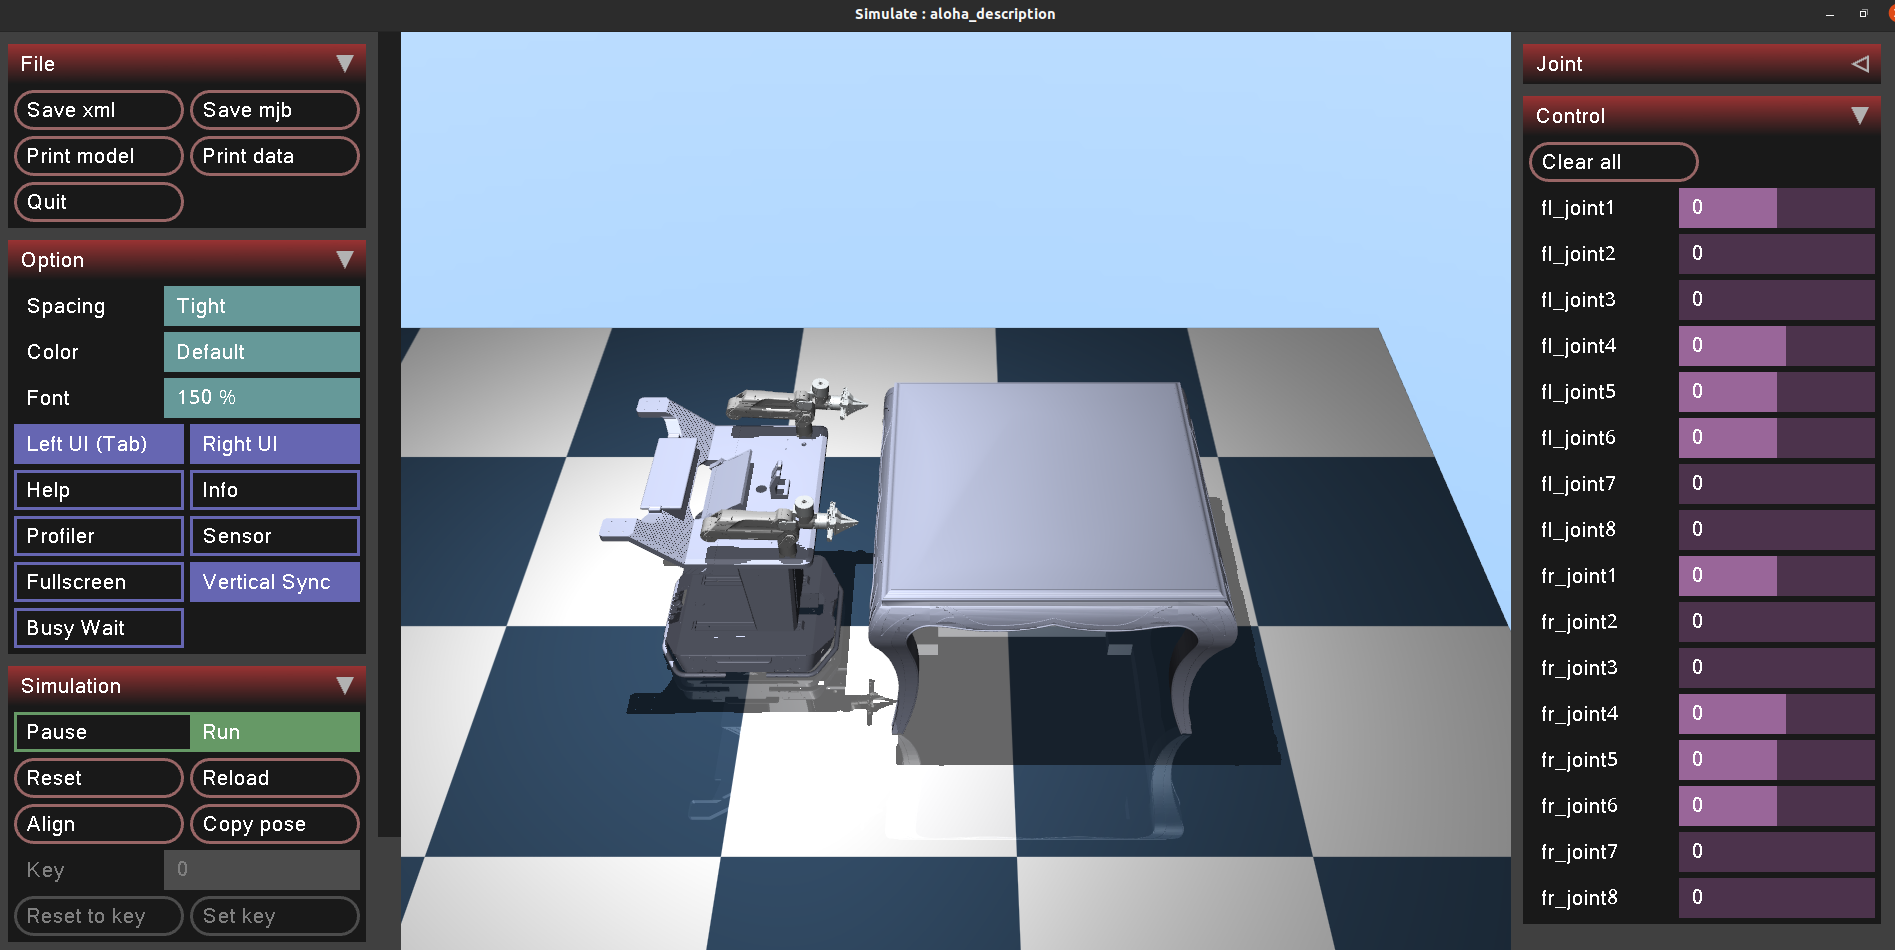 Simulate : aloha_description
File
Save xml
Save mjb
Print model
Print data
Quit
Option
Spacing
Tight
Color
Default
Font
150 %
Left UI (Tab)
Right UI
Help
Info
Profiler
Sensor
Fullscreen
Vertical Sync
Busy Wait
Simulation
Pause
Run
Reset
Reload
Align
Copy pose
Key
0
Reset to key
Set key
Joint
Control
Clear all
fl_joint1
0
fl_joint2
0
fl_joint3
0
fl_joint4
0
fl_joint5
0
fl_joint6
0
fl_joint7
0
fl_joint8
0
fr_joint1
0
fr_joint2
0
fr_joint3
0
fr_joint4
0
fr_joint5
0
fr_joint6
0
fr_joint7
0
fr_joint8
0